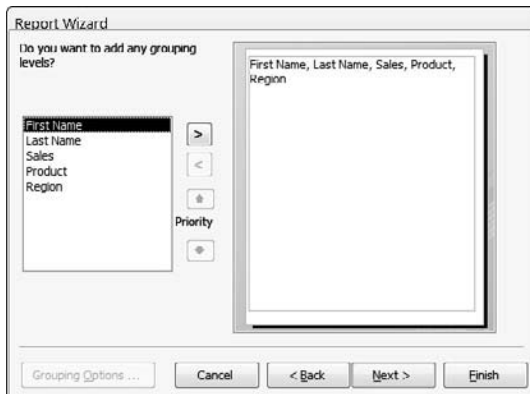 Report Wizard
Do you want to add any grouping
levels?
First Name
Last Name
Sales
Product
Region
>
<
Priority
First Name, Last Name, Sales, Product,
Region
Grouping Options ...
Cancel
< Back
Next >
Finish